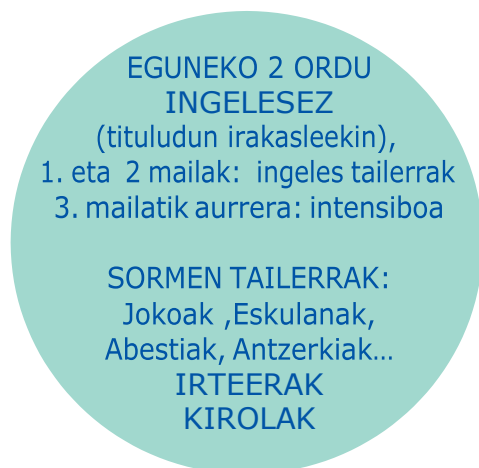 EGUNEKO 2 ORDU
INGELESEZ
(tituludun irakasleekin),
1. eta 2 mailak: ingeles tailerrak
3. mailatik aurrera: intensiboa
SORMEN TAILERRAK:
Jokoak ,Eskulanak,
Abestiak, Antzerkiak...
IRTEERAK
KIROLAK